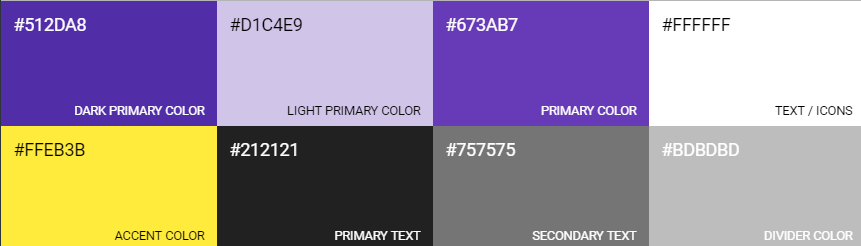 #512DA8
DARK PRIMARY COLOR
#D1C4E9
LIGHT PRIMARY COLOR
#673AB7
PRIMARY COLOR
#FFFFFF
TEXT / ICONS
#FFEB3B
ACCENT COLOR
#212121
PRIMARY TEXT
#757575
SECONDARY TEXT
#BDBDBD
DIVIDER COLOR